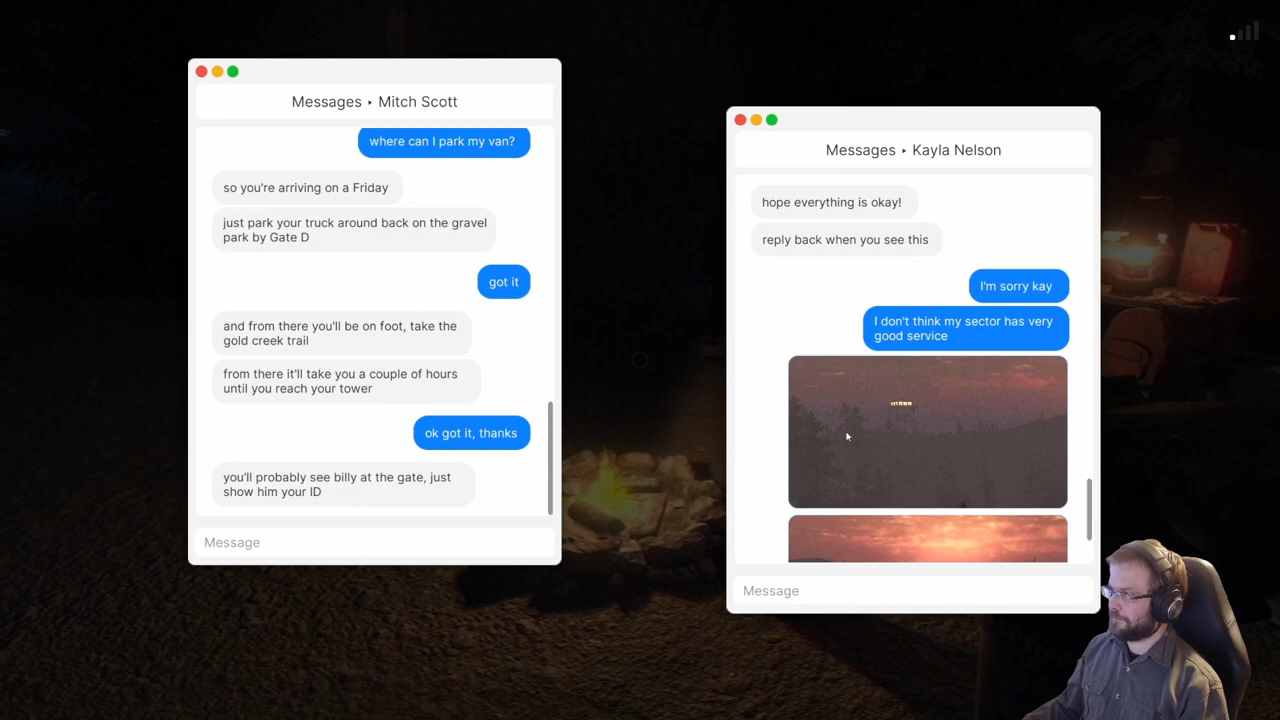 Messages ▸ Mitch Scott
where can I park my van?
so you're arriving on a Friday
just park your truck around back on the gravel
park by Gate D
got it
and from there you'll be on foot, take the
gold creek trail
from there it'll take you a couple of hours
until you reach your tower
ok got it, thanks
you'll probably see billy at the gate, just
show him your ID
Message
Messages ▸ Kayla Nelson
hope everything is okay!
reply back when you see this
I'm sorry kay
I don't think my sector has very
good service
Message